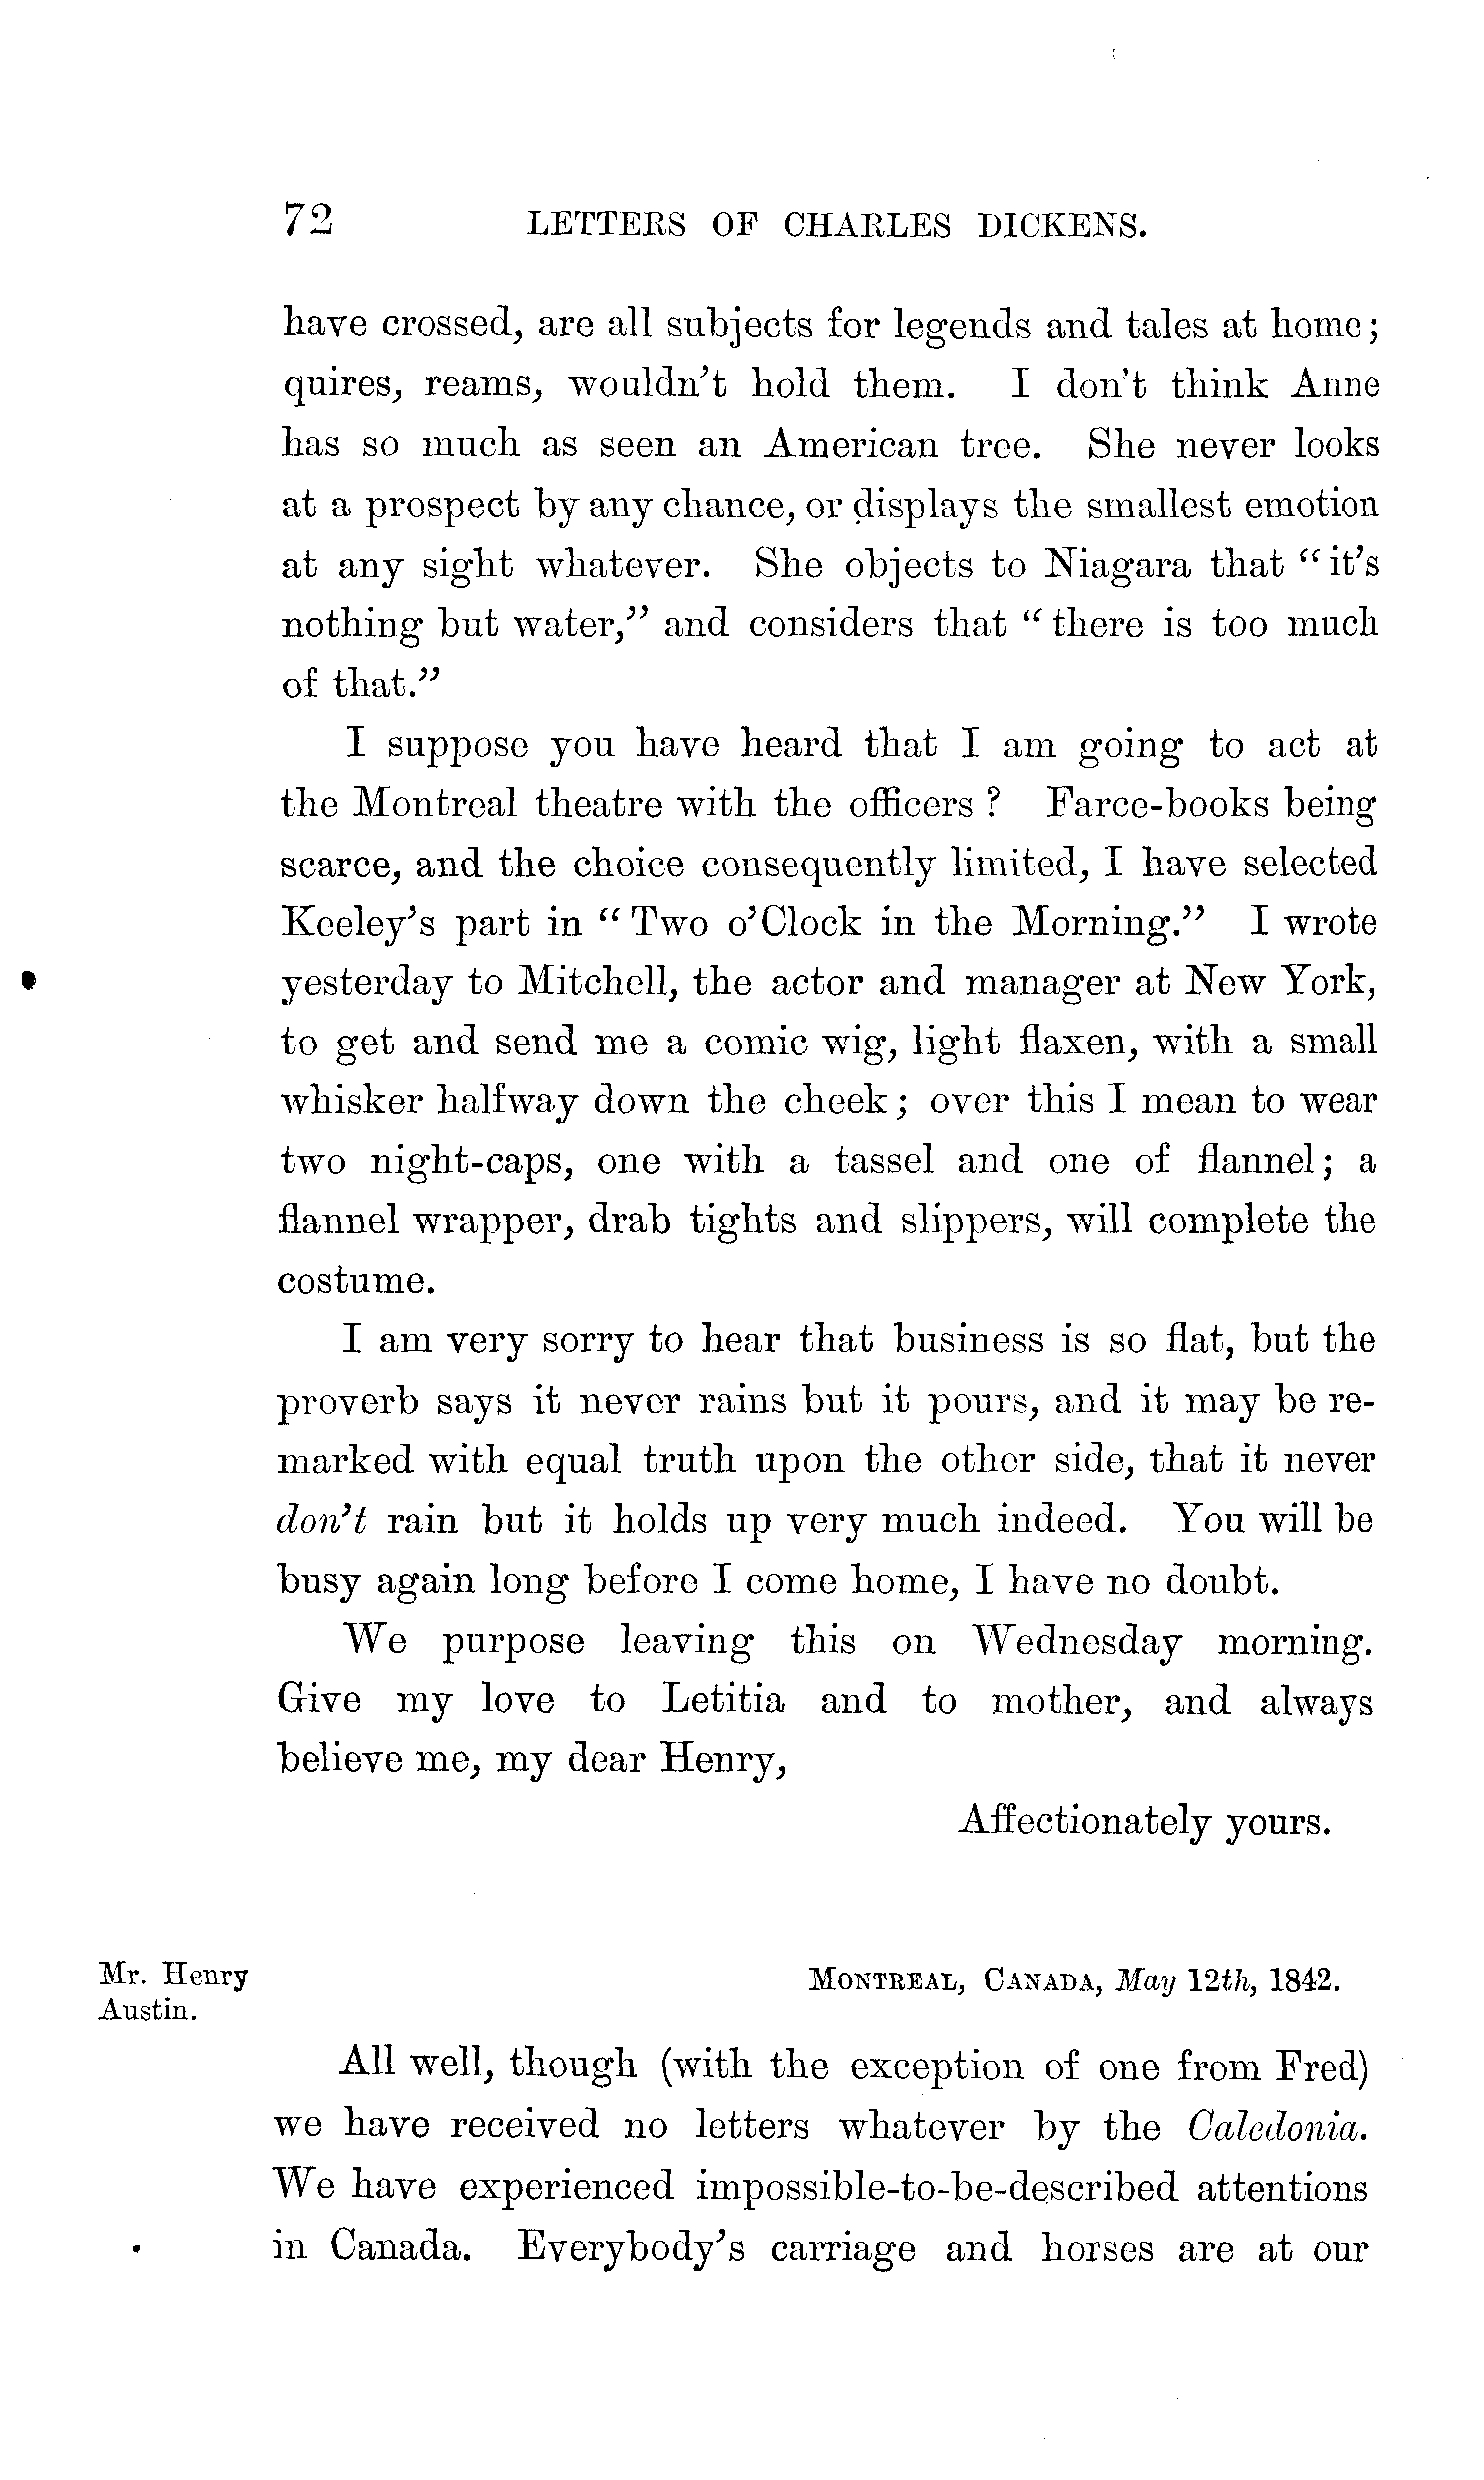 72 LETTERS OF CHARLES DICKENS.
have crossed, are all subjects for legends and tales at home;
quires, reams, wouldn't hold them. I don't think Anne
has so much as seen an American tree. She never looks
at a prospect by any chance, or displays the smallest emotion
at any sight whatever. She objects to Niagara that "it's
nothing but water," and considers that "there is too much
of that."
I suppose you have heard that I am going to act at
the Montreal theatre with the officers? Farce-books being
scarce, and the choice consequently limited, I have selected
Keeley's part in "Two o'Clock in the Morning." I wrote
yesterday to Mitchell, the actor and manager at New York,
to get and send me a comic wig, light flaxen, with a small
whisker halfway down the cheek; over this I mean to wear
two night-caps, one with a tassel and one of flannel; a
flannel wrapper, drab tights and slippers, will complete the
costume.
I am very sorry to hear that business is so flat, but the
proverb says it never rains but it pours, and it may be re-
marked with equal truth upon the other side, that it never
don't rain but it holds up very much indeed. You will be
busy again long before I come home, I have no doubt.
We purpose leaving this on Wednesday morning.
Give my love to Letitia and to mother, and always
believe me, my dear Henry,
Affectionately yours.
Mr. Henry
Austin.
MONTREAL, CANADA, May 12th, 1842.
All well, though (with the exception of one from Fred)
we have received no letters whatever by the Caledonia.
We have experienced impossible-to-be-described attentions
in Canada. Everybody's carriage and horses are at our